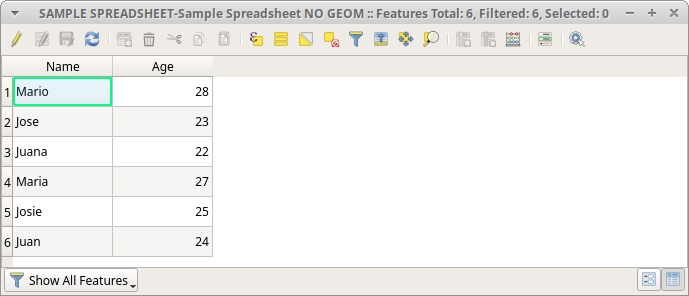 SAMPLE SPREADSHEET-Sample Spreadsheet NO GEOM :: Features Total: 6, Filtered: 6, Selected: 0
Name Age
1 Mario 28
2 Jose 23
3 Juana 22
4 Maria 27
5 Josie 25
6 Juan 24
Show All Features